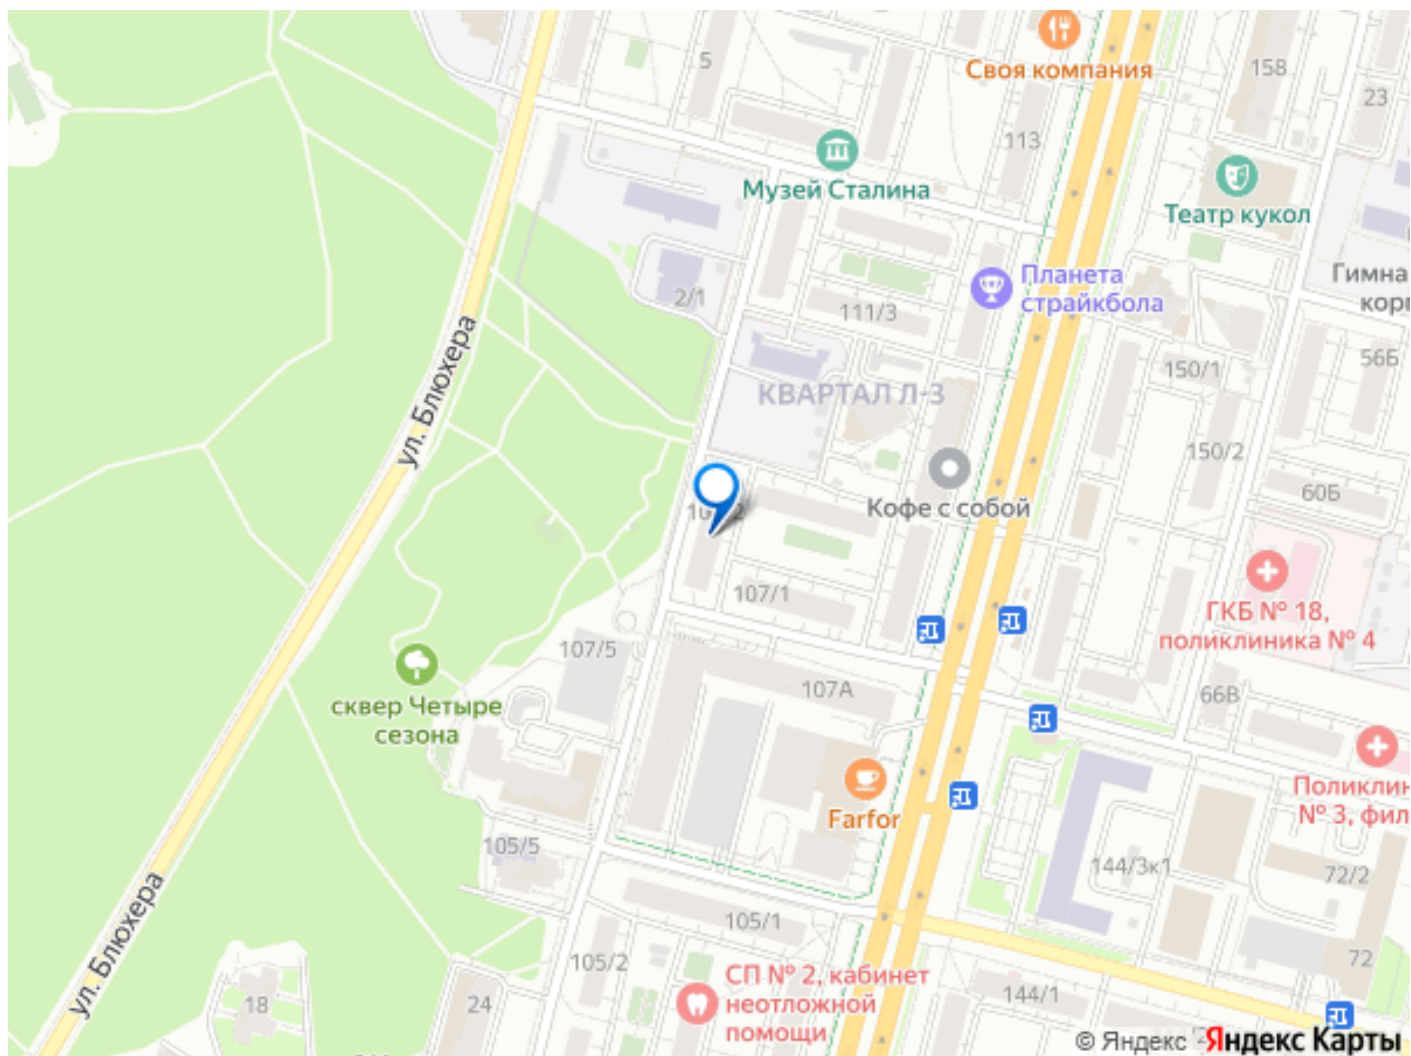 5
Своя компания
158
23
113
Музей Сталина
Театр кукол
2/1
Планета
страйкбола
111/3
Гимна
корп
ул. Блюхера
КВАРТАЛ Л-3
150/1
56Б
150/2
60Б
Кофе с собой
107/1
ГКБ № 18,
поликлиника № 4
107/5
107А
66В
сквер Четыре
сезона
Farfor
Поликлин
№ 3, фил
105/5
144/3к1
72/2
ул. Блюхера
105/1
105/2
72
СП № 2, кабинет
неотложной
помощи
18
24
144/1
© Яндекс Яндекс Карты